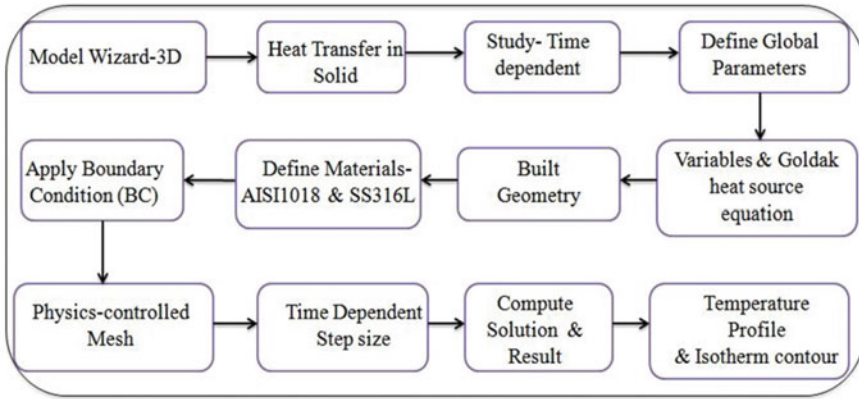 Model Wizard-3D
Heat Transfer in
Solid
Study- Time
dependent
Define Global
Parameters
Variables & Goldak
heat source
equation
Built
Geometry
Define Materials-
AISI1018 & SS316L
Apply Boundary
Condition (BC)
Physics-controlled
Mesh
Time Dependent
Step size
Compute
Solution &
Result
Temperature
Profile
& Isotherm contour